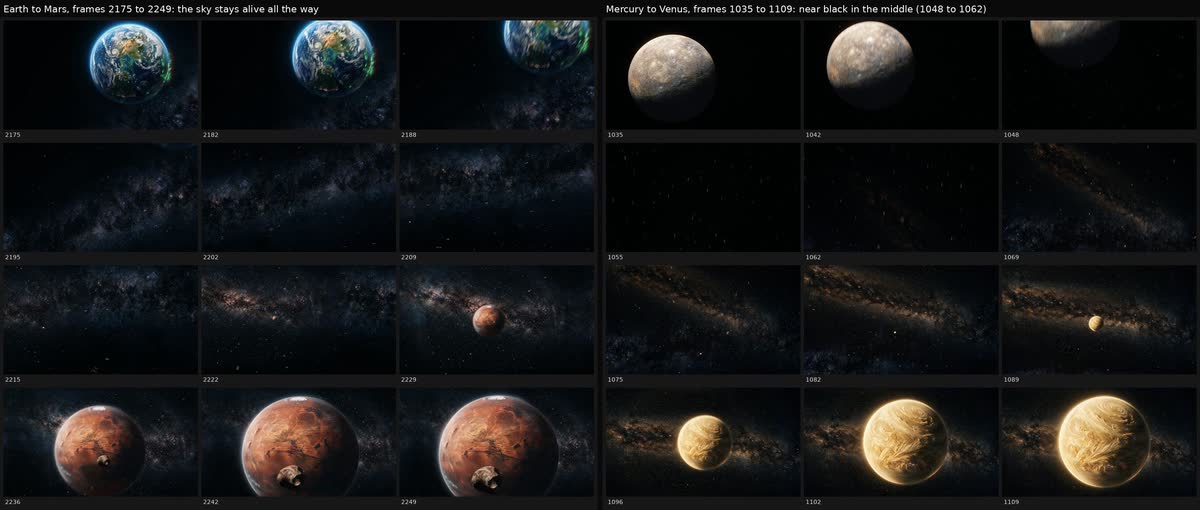 Earth to Mars, frames 2175 to 2249: the sky stays alive all the way
2175 2182 2188
2195 2202 2209
2215 2222 2229
2236 2242 2249
Mercury to Venus, frames 1035 to 1109: near black in the middle (1048 to 1062)
1035 1042 1048
1055 1062 1069
1075 1082 1089
1096 1102 1109